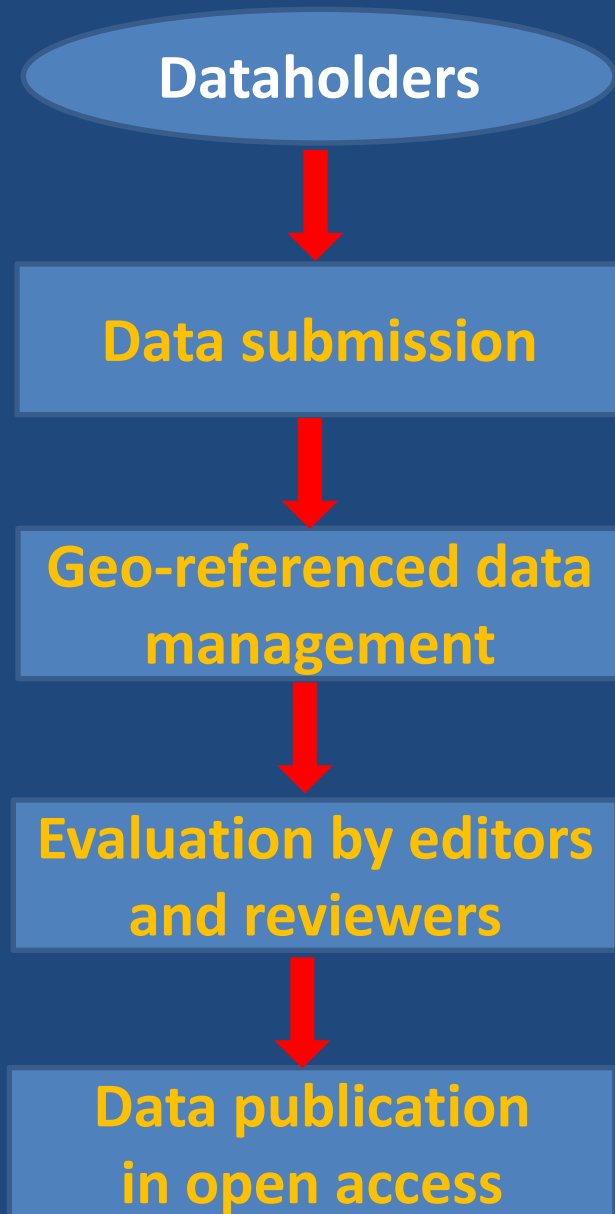 Dataholders
Data submission
Geo-referenced data
management
Evaluation by editors
and reviewers
Data publication
in open access